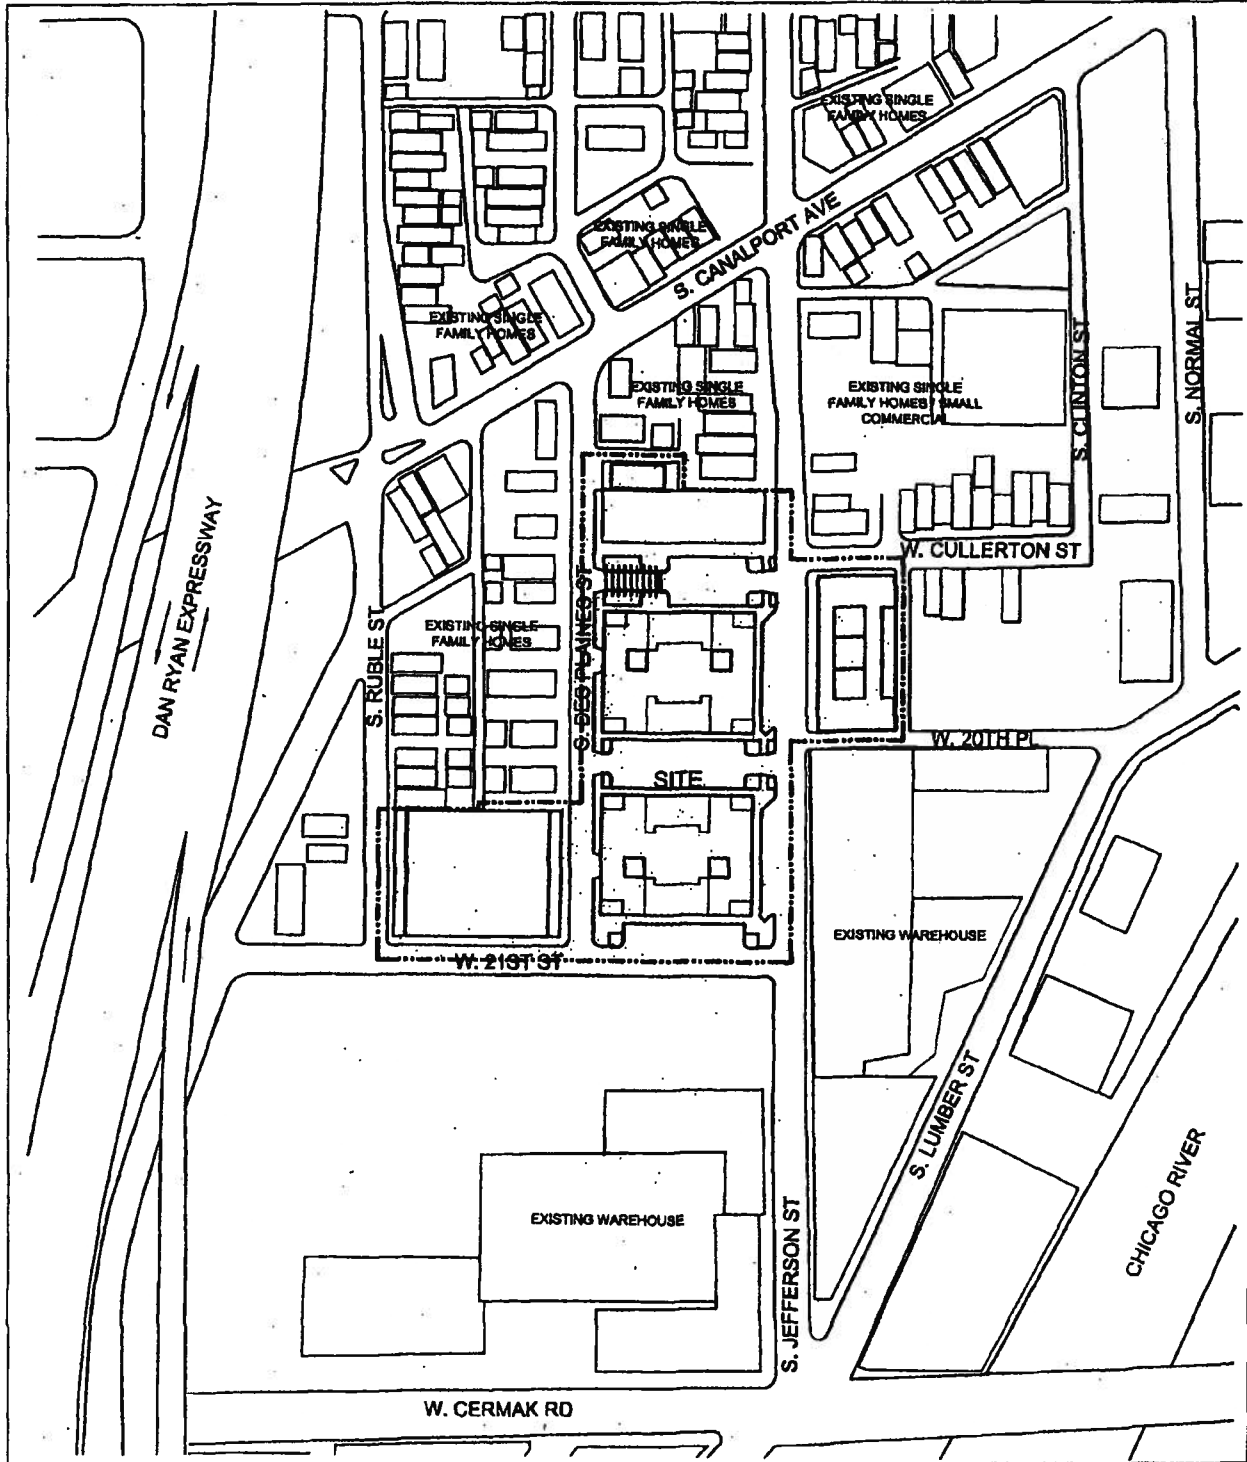 EXISTING SINGLE
FAMILY HOMES
EXISTING SINGLE
FAMILY HOMES
S. CANALPORT AVE
EXISTING SINGLE
FAMILY HOMES
EXISTING SINGLE
FAMILY HOMES
EXISTING SINGLE
FAMILY HOMES / SMALL
COMMERCIAL
S. CLINTON ST
S. NORMAL ST
DAN RYAN EXPRESSWAY
W. CULLERTON ST
S. RUBLE ST
EXISTING SINGLE
FAMILY HOMES
S. DES PLAINES ST
W. 20TH PL
SITE
EXISTING WAREHOUSE
W. 21ST ST
S. LUMBER ST
CHICAGO RIVER
EXISTING WAREHOUSE
S. JEFFERSON ST
W. CERMAK RD